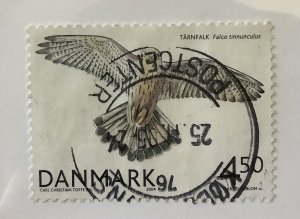 TÅRNFALK Falco tinnunculus
POSTCENTER
25
DANMARK 4,50
CARL CHRISTIAN TOFTE
2004